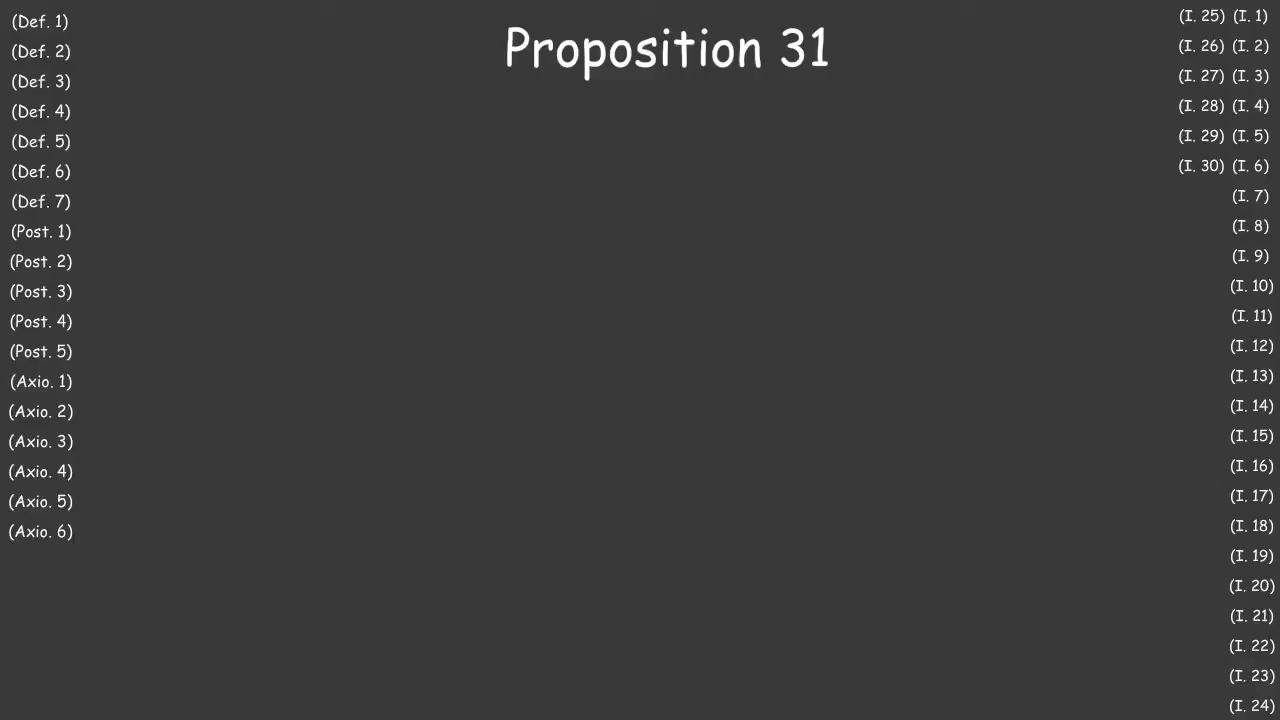 Proposition 31
(Def. 1)
(Def. 2)
(Def. 3)
(Def. 4)
(Def. 5)
(Def. 6)
(Def. 7)
(Post. 1)
(Post. 2)
(Post. 3)
(Post. 4)
(Post. 5)
(Axio. 1)
(Axio. 2)
(Axio. 3)
(Axio. 4)
(Axio. 5)
(Axio. 6)
(I. 25) (I. 1)
(I. 26) (I. 2)
(I. 27) (I. 3)
(I. 28) (I. 4)
(I. 29) (I. 5)
(I. 30) (I. 6)
(I. 7)
(I. 8)
(I. 9)
(I. 10)
(I. 11)
(I. 12)
(I. 13)
(I. 14)
(I. 15)
(I. 16)
(I. 17)
(I. 18)
(I. 19)
(I. 20)
(I. 21)
(I. 22)
(I. 23)
(I. 24)